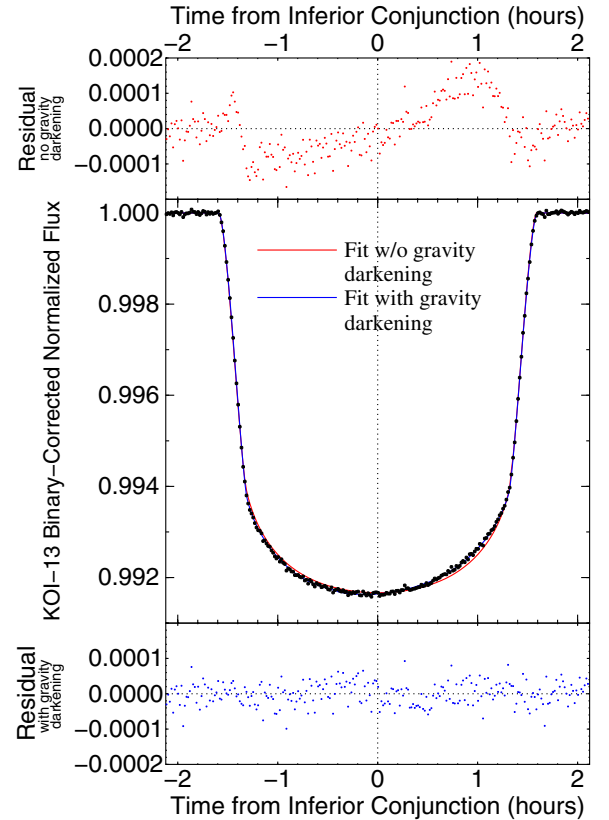 Time from Inferior Conjunction (hours)
−2 −1 0 1 2
0.0002
0.0001
0.0000
−0.0001
Residual
no gravity
darkening
1.000
0.998
0.996
0.994
0.992
KOI−13 Binary−Corrected Normalized Flux
Fit w/o gravity
darkening
Fit with gravity
darkening
0.0001
0.0000
−0.0001
−0.0002
Residual
with gravity
darkening
−2 −1 0 1 2
Time from Inferior Conjunction (hours)